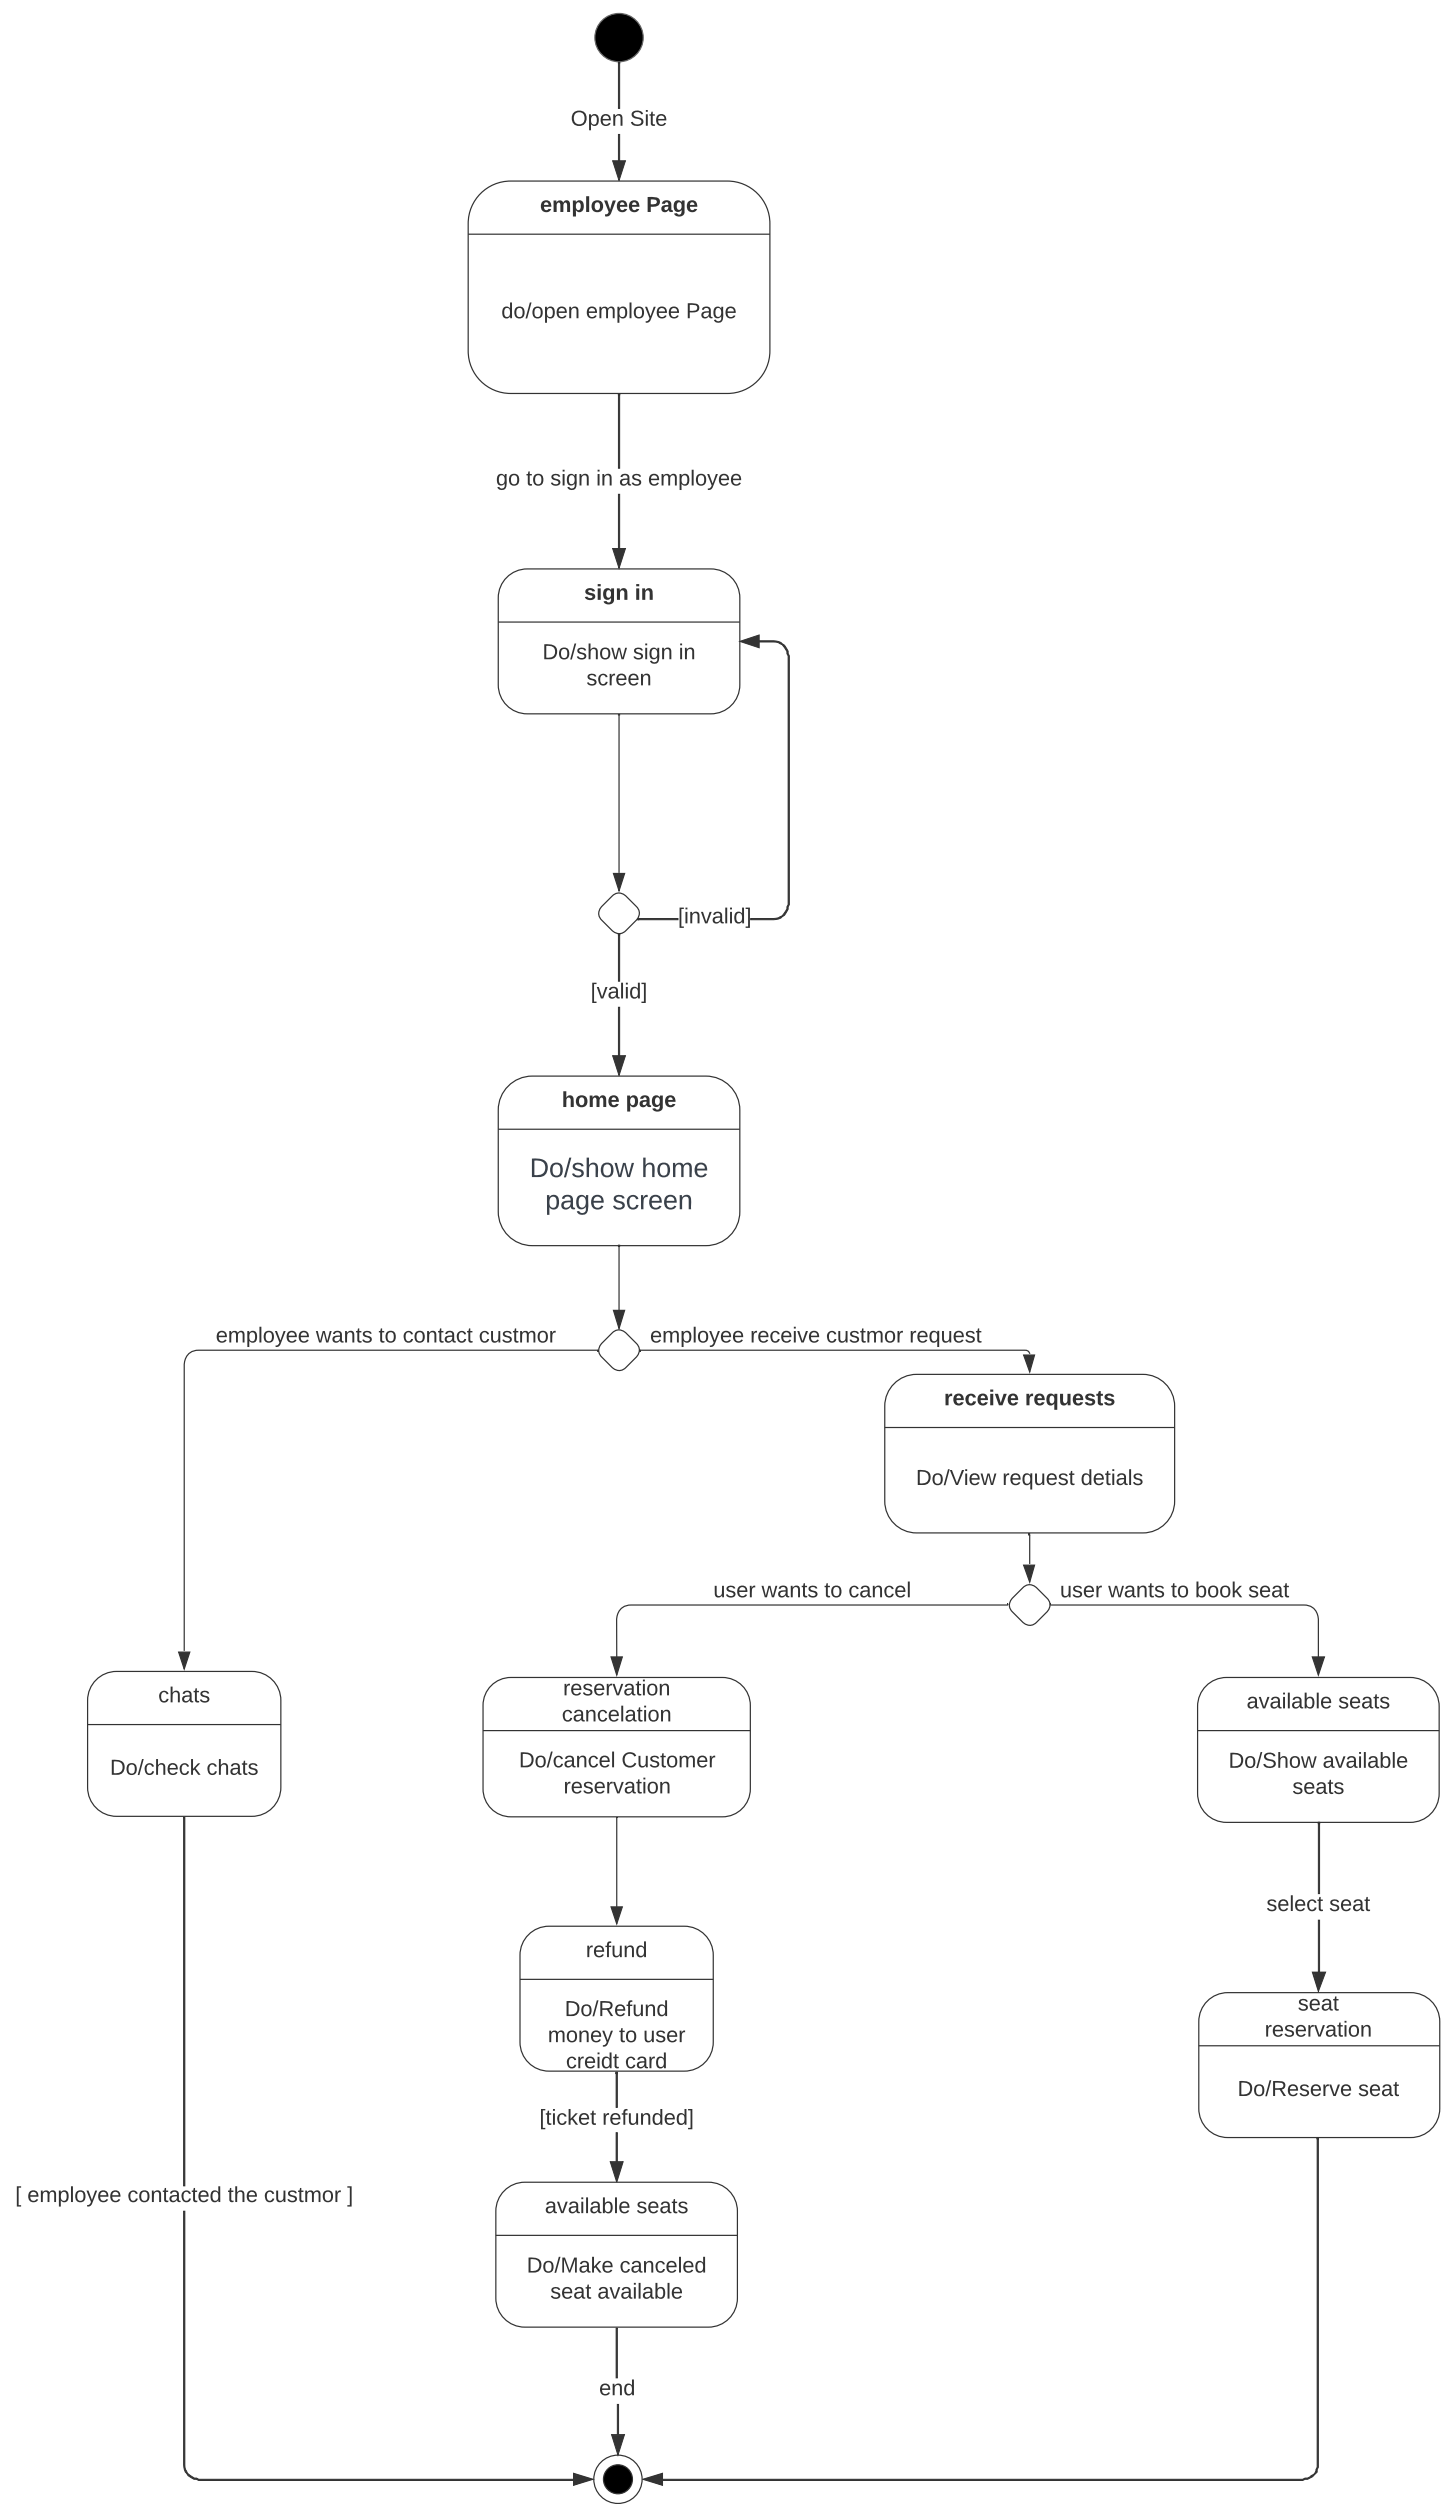 Open Site
employee Page
do/open employee Page
go to sign in as employee
sign in
Do/show sign in
screen
[invalid]
[valid]
home page
Do/show home
page screen
employee wants to contact custmor
employee receive custmor request
receive requests
Do/View request detials
user wants to cancel
user wants to book seat
chats
Do/check chats
reservation
cancelation
Do/cancel Customer
reservation
available seats
Do/Show available
seats
select seat
refund
Do/Refund
money to user
creidt card
seat
reservation
Do/Reserve seat
[ticket refunded]
[ employee contacted the custmor ]
available seats
Do/Make canceled
seat available
end